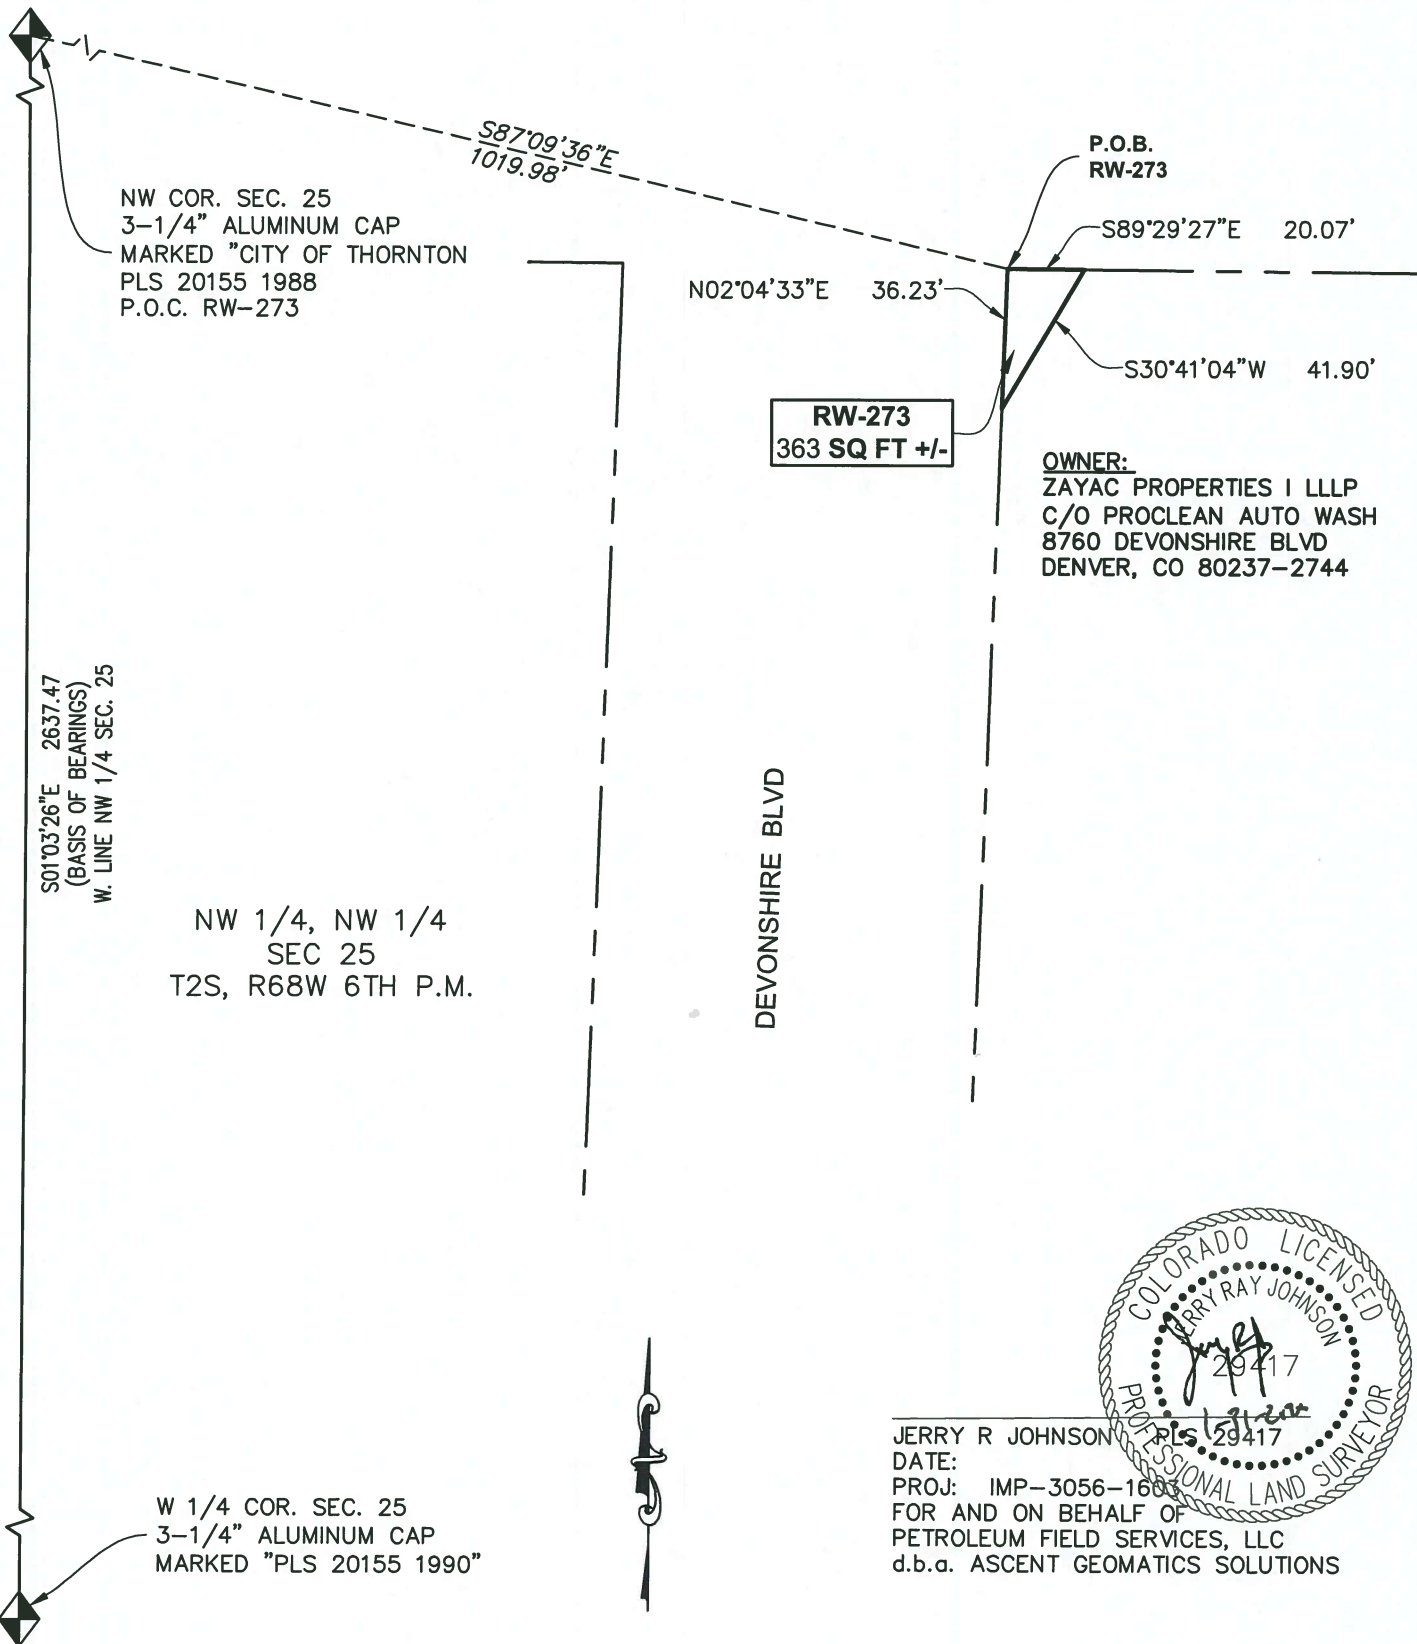 S87°09'36"E
1019.98'
NW COR. SEC. 25
3-1/4" ALUMINUM CAP
MARKED "CITY OF THORNTON
PLS 20155 1988
P.O.C. RW-273
P.O.B.
RW-273
S89°29'27"E 20.07'
N02°04'33"E 36.23'
S30°41'04"W 41.90'
RW-273
363 SQ FT +/-
OWNER:
ZAYAC PROPERTIES I LLLP
C/O PROCLEAN AUTO WASH
8760 DEVONSHIRE BLVD
DENVER, CO 80237-2744
S01°03'26"E 2637.47
(BASIS OF BEARINGS)
W. LINE NW 1/4 SEC. 25
NW 1/4, NW 1/4
SEC 25
T2S, R68W 6TH P.M.
DEVONSHIRE BLVD
COLORADO LICENSED
JERRY RAY JOHNSON
29417
PROFESSIONAL LAND SURVEYOR
JERRY R JOHNSON PLS 29417
DATE:
PROJ: IMP-3056-1603
FOR AND ON BEHALF OF
PETROLEUM FIELD SERVICES, LLC
d.b.a. ASCENT GEOMATICS SOLUTIONS
W 1/4 COR. SEC. 25
3-1/4" ALUMINUM CAP
MARKED "PLS 20155 1990"